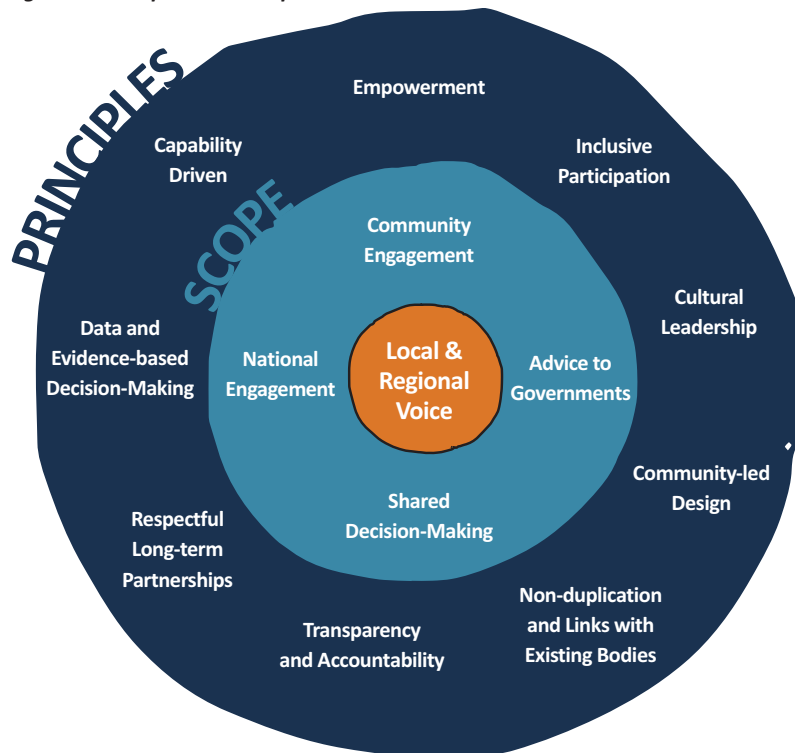 PRINCIPLES
Empowerment
Capability
Driven
Inclusive
Participation
SCOPE
Community
Engagement
Cultural
Leadership
Data and
Evidence-based
Decision-Making
National
Engagement
Local &
Regional
Voice
Advice to
Governments
Community-led
Design
Shared
Decision-Making
Respectful
Long-term
Partnerships
Non-duplication
and Links with
Existing Bodies
Transparency
and Accountability